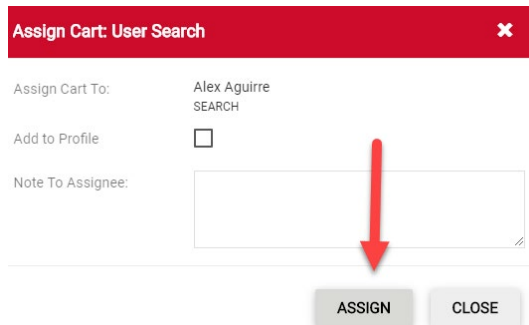 Assign Cart: User Search
Assign Cart To: Alex Aguirre
SEARCH
Add to Profile
Note To Assignee:
ASSIGN CLOSE